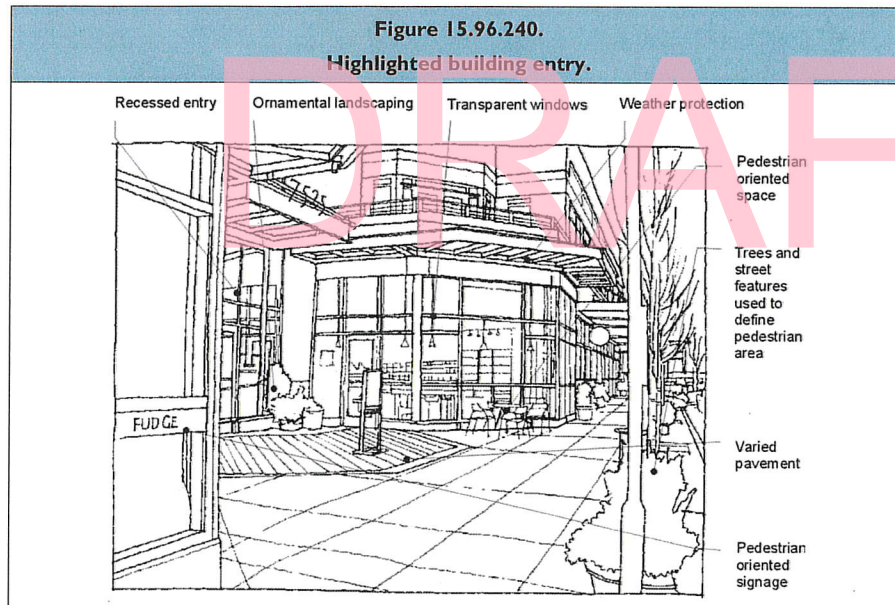 Figure 15.96.240.
Highlighted building entry.
DRAF
Recessed entry
Ornamental landscaping
Transparent windows
Weather protection
Pedestrian
oriented
space
Trees and
street
features
used to
define
pedestrian
area
7525
FUDGE
Varied
pavement
Pedestrian
oriented
signage